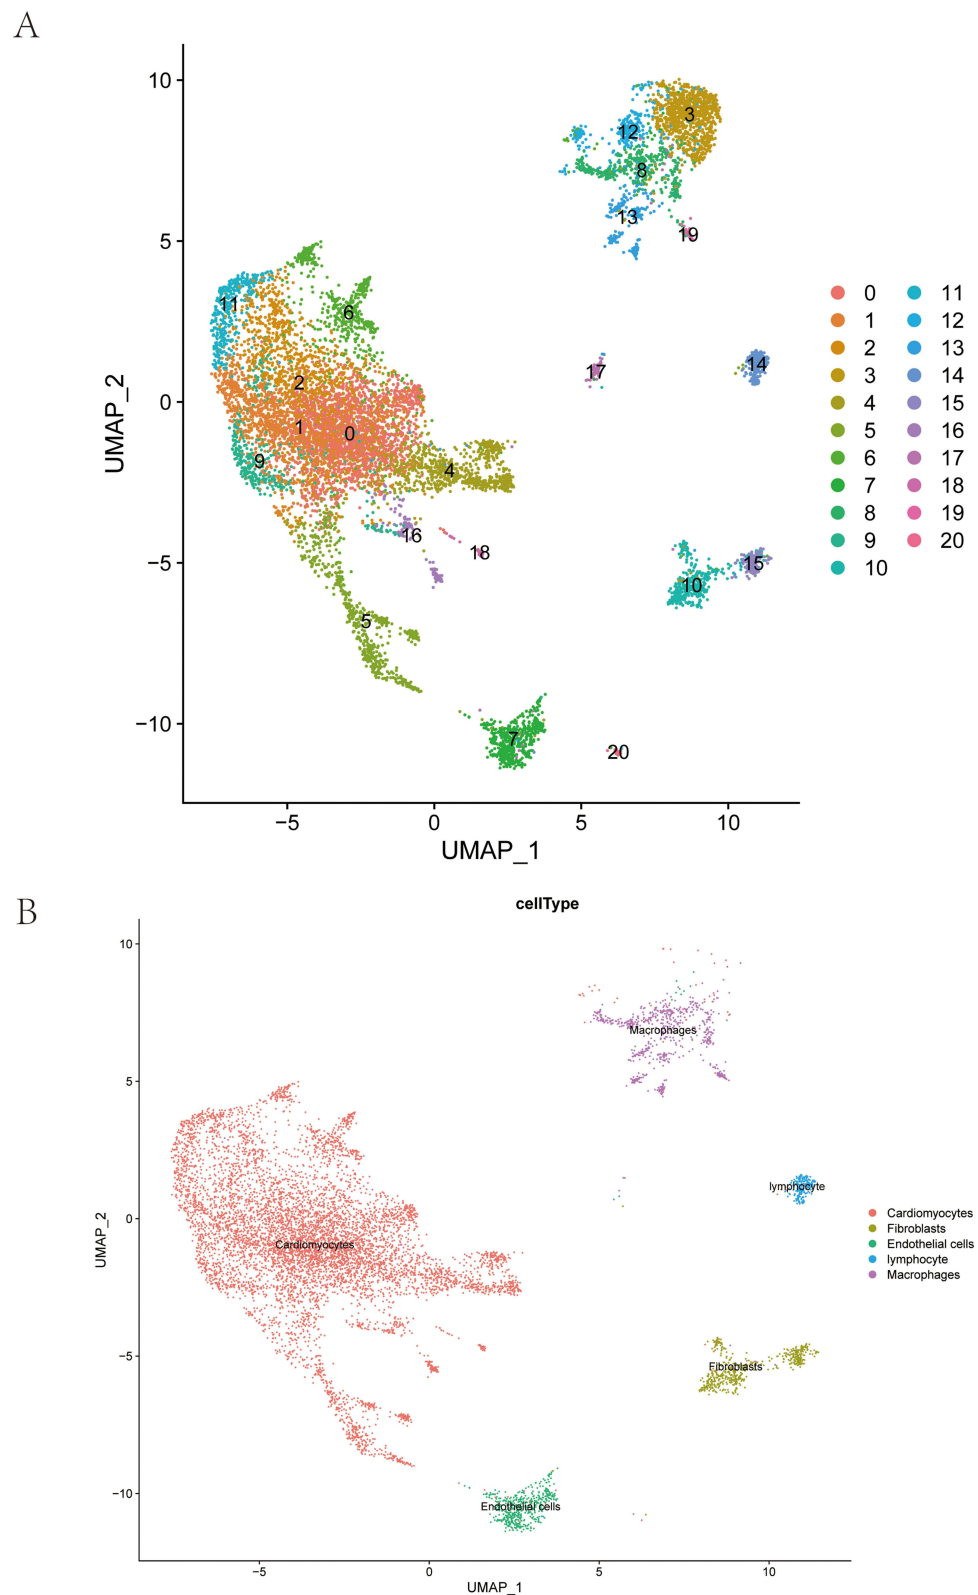 A
10
5
0
−5
−10
UMAP_2
−5 0 5 10
UMAP_1
3
12
8
13
19
11
6
2
17
14
1
0
9
4
16
18
10
15
5
7
20
0 11
1 12
2 13
3 14
4 15
5 16
6 17
7 18
8 19
9 20
10
B
cellType
10
5
0
−5
−10
UMAP_2
−5 0 5 10
UMAP_1
Macrophages
lymphocyte
Cardiomyocytes
Fibroblasts
Endothelial cells
Cardiomyocytes
Fibroblasts
Endothelial cells
lymphocyte
Macrophages